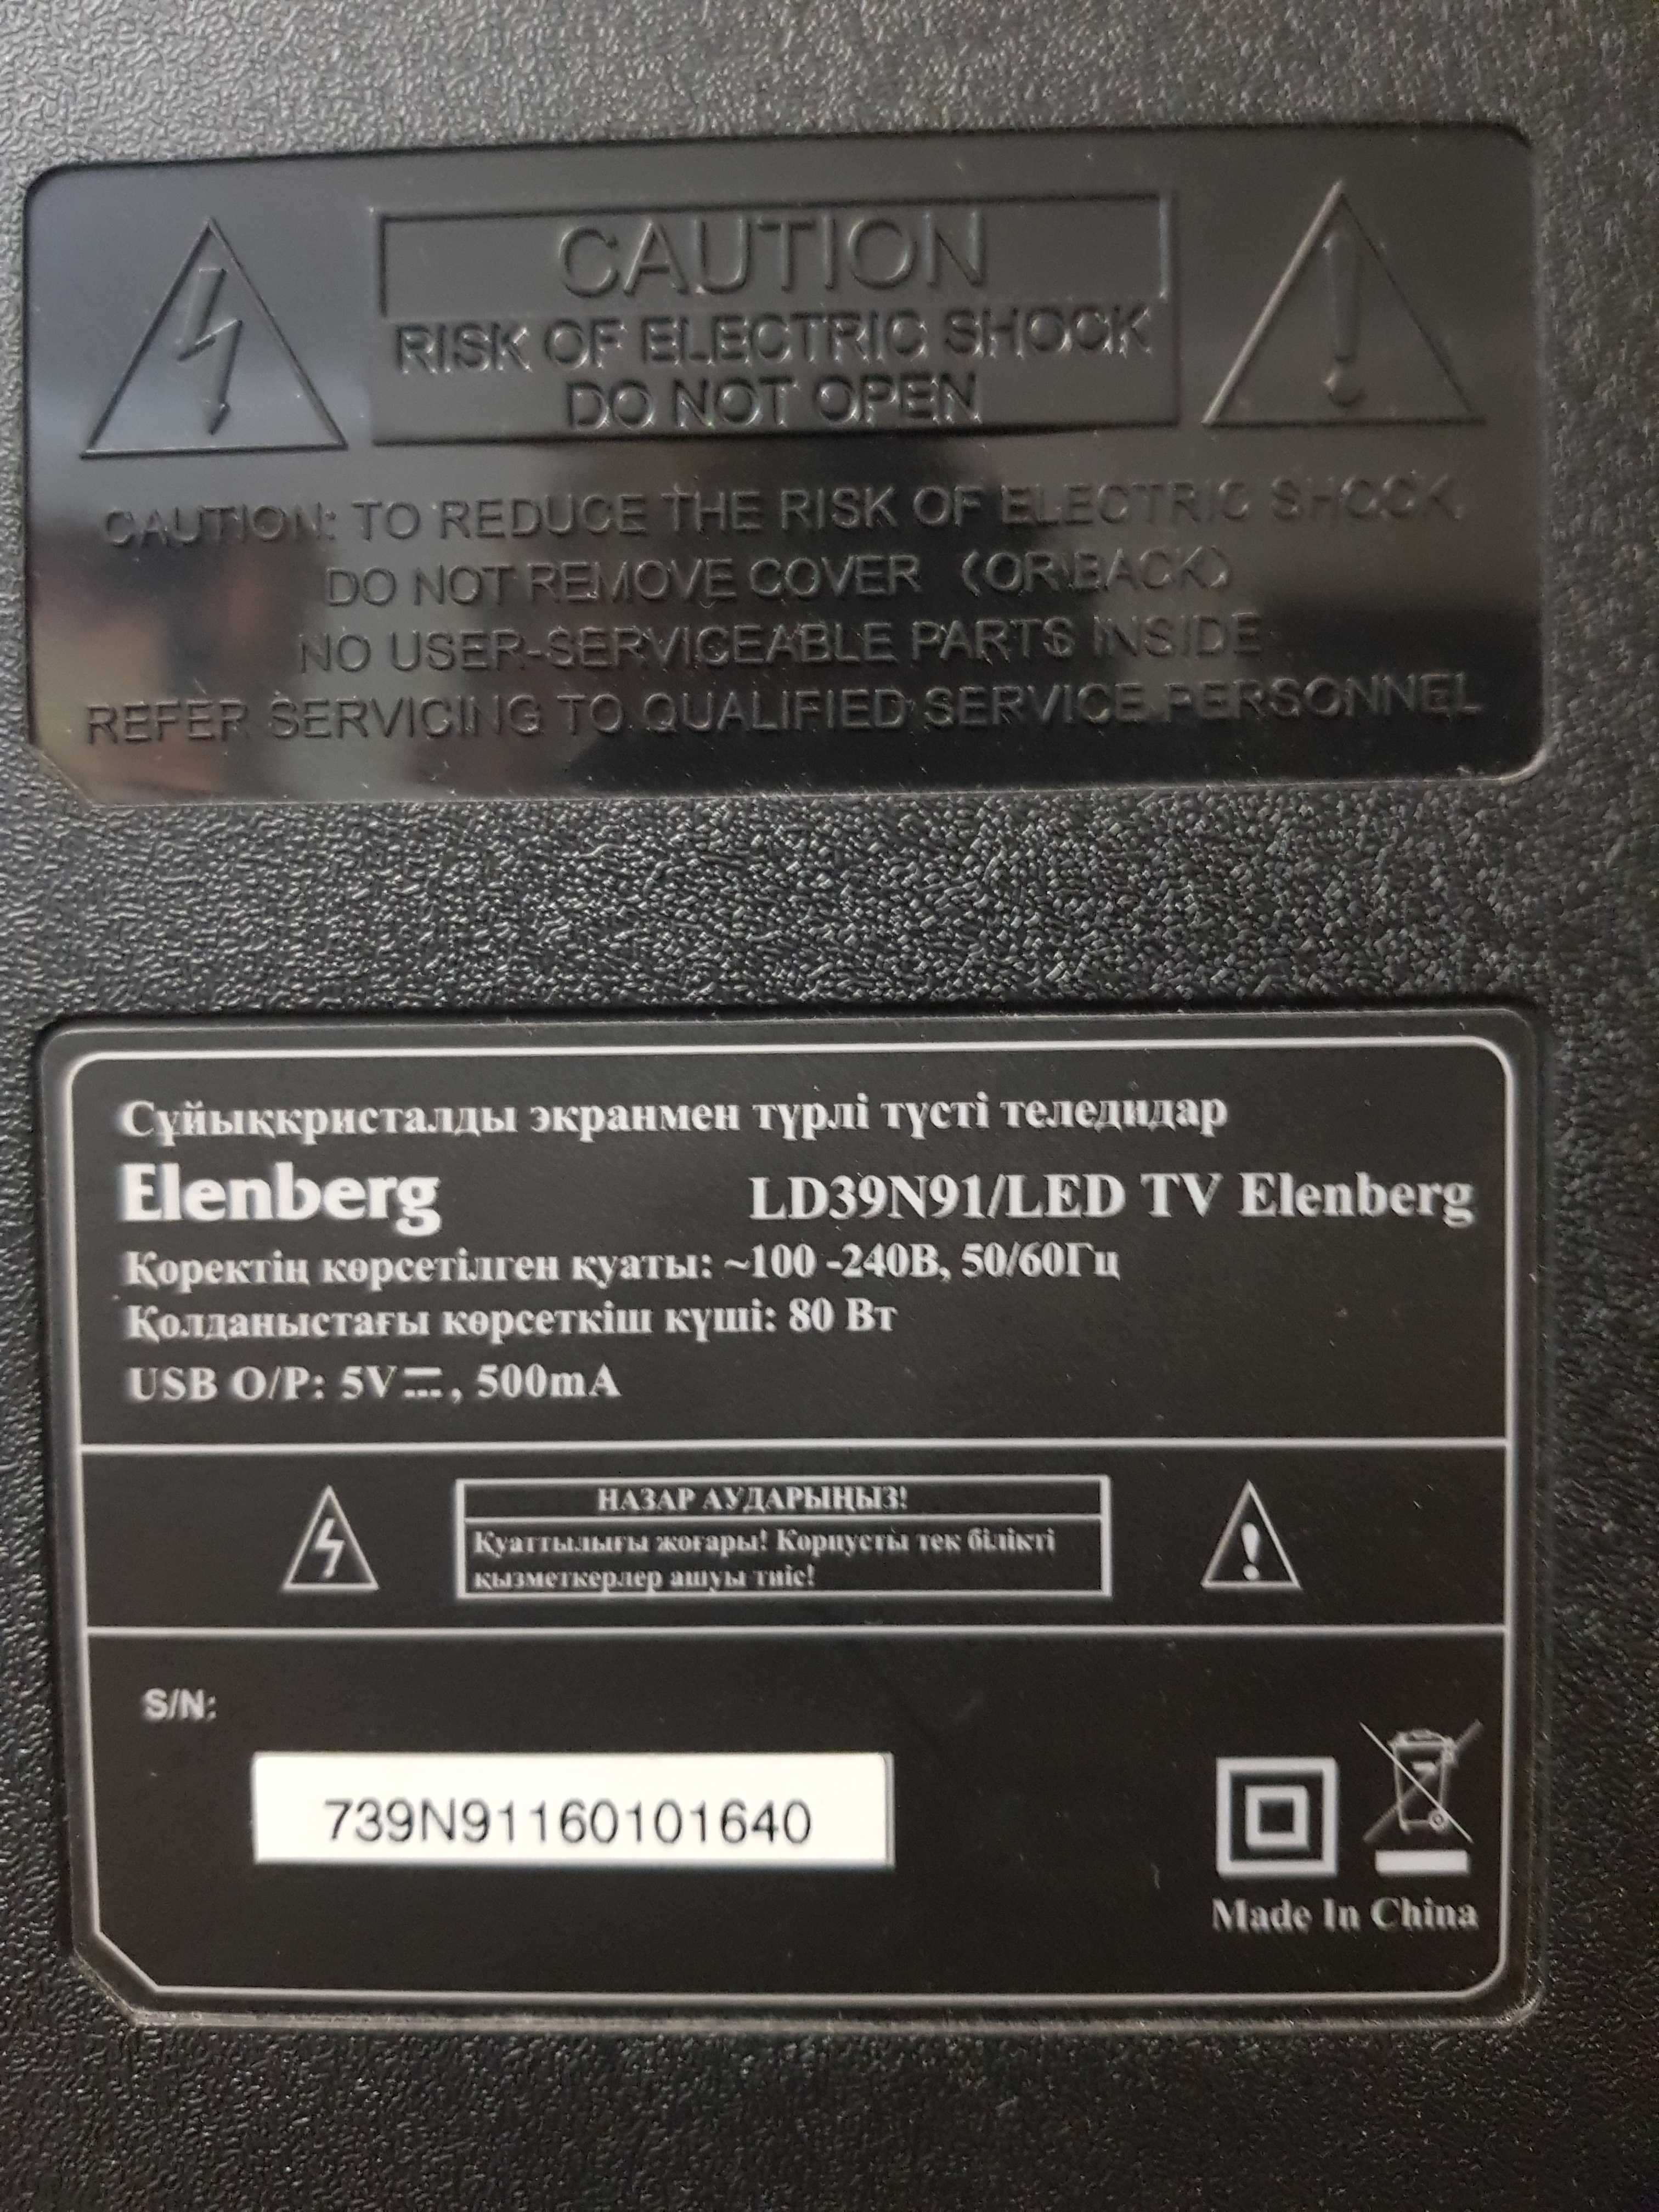 CAUTION
RISK OF ELECTRIC SHOCK
DO NOT OPEN
CAUTION: TO REDUCE THE RISK OF ELECTRIC SHOCK,
DO NOT REMOVE COVER (OR BACK)
NO USER-SERVICEABLE PARTS INSIDE
REFER SERVICING TO QUALIFIED SERVICE PERSONNEL
Сұйыққристалды экранмен түрлі түсті теледидар
Elenberg LD39N91/LED TV Elenberg
Қоректің көрсетілген қуаты: ~100 -240В, 50/60Гц
Қолданыстағы көрсеткіш күші: 80 Вт
USB O/P: 5V⎓, 500mA
НАЗАР АУДАРЫҢЫЗ!
Қуаттылығы жоғары! Корпусты тек білікті
қызметкерлер ашуы тиіс!
S/N:
739N91160101640
Made In China